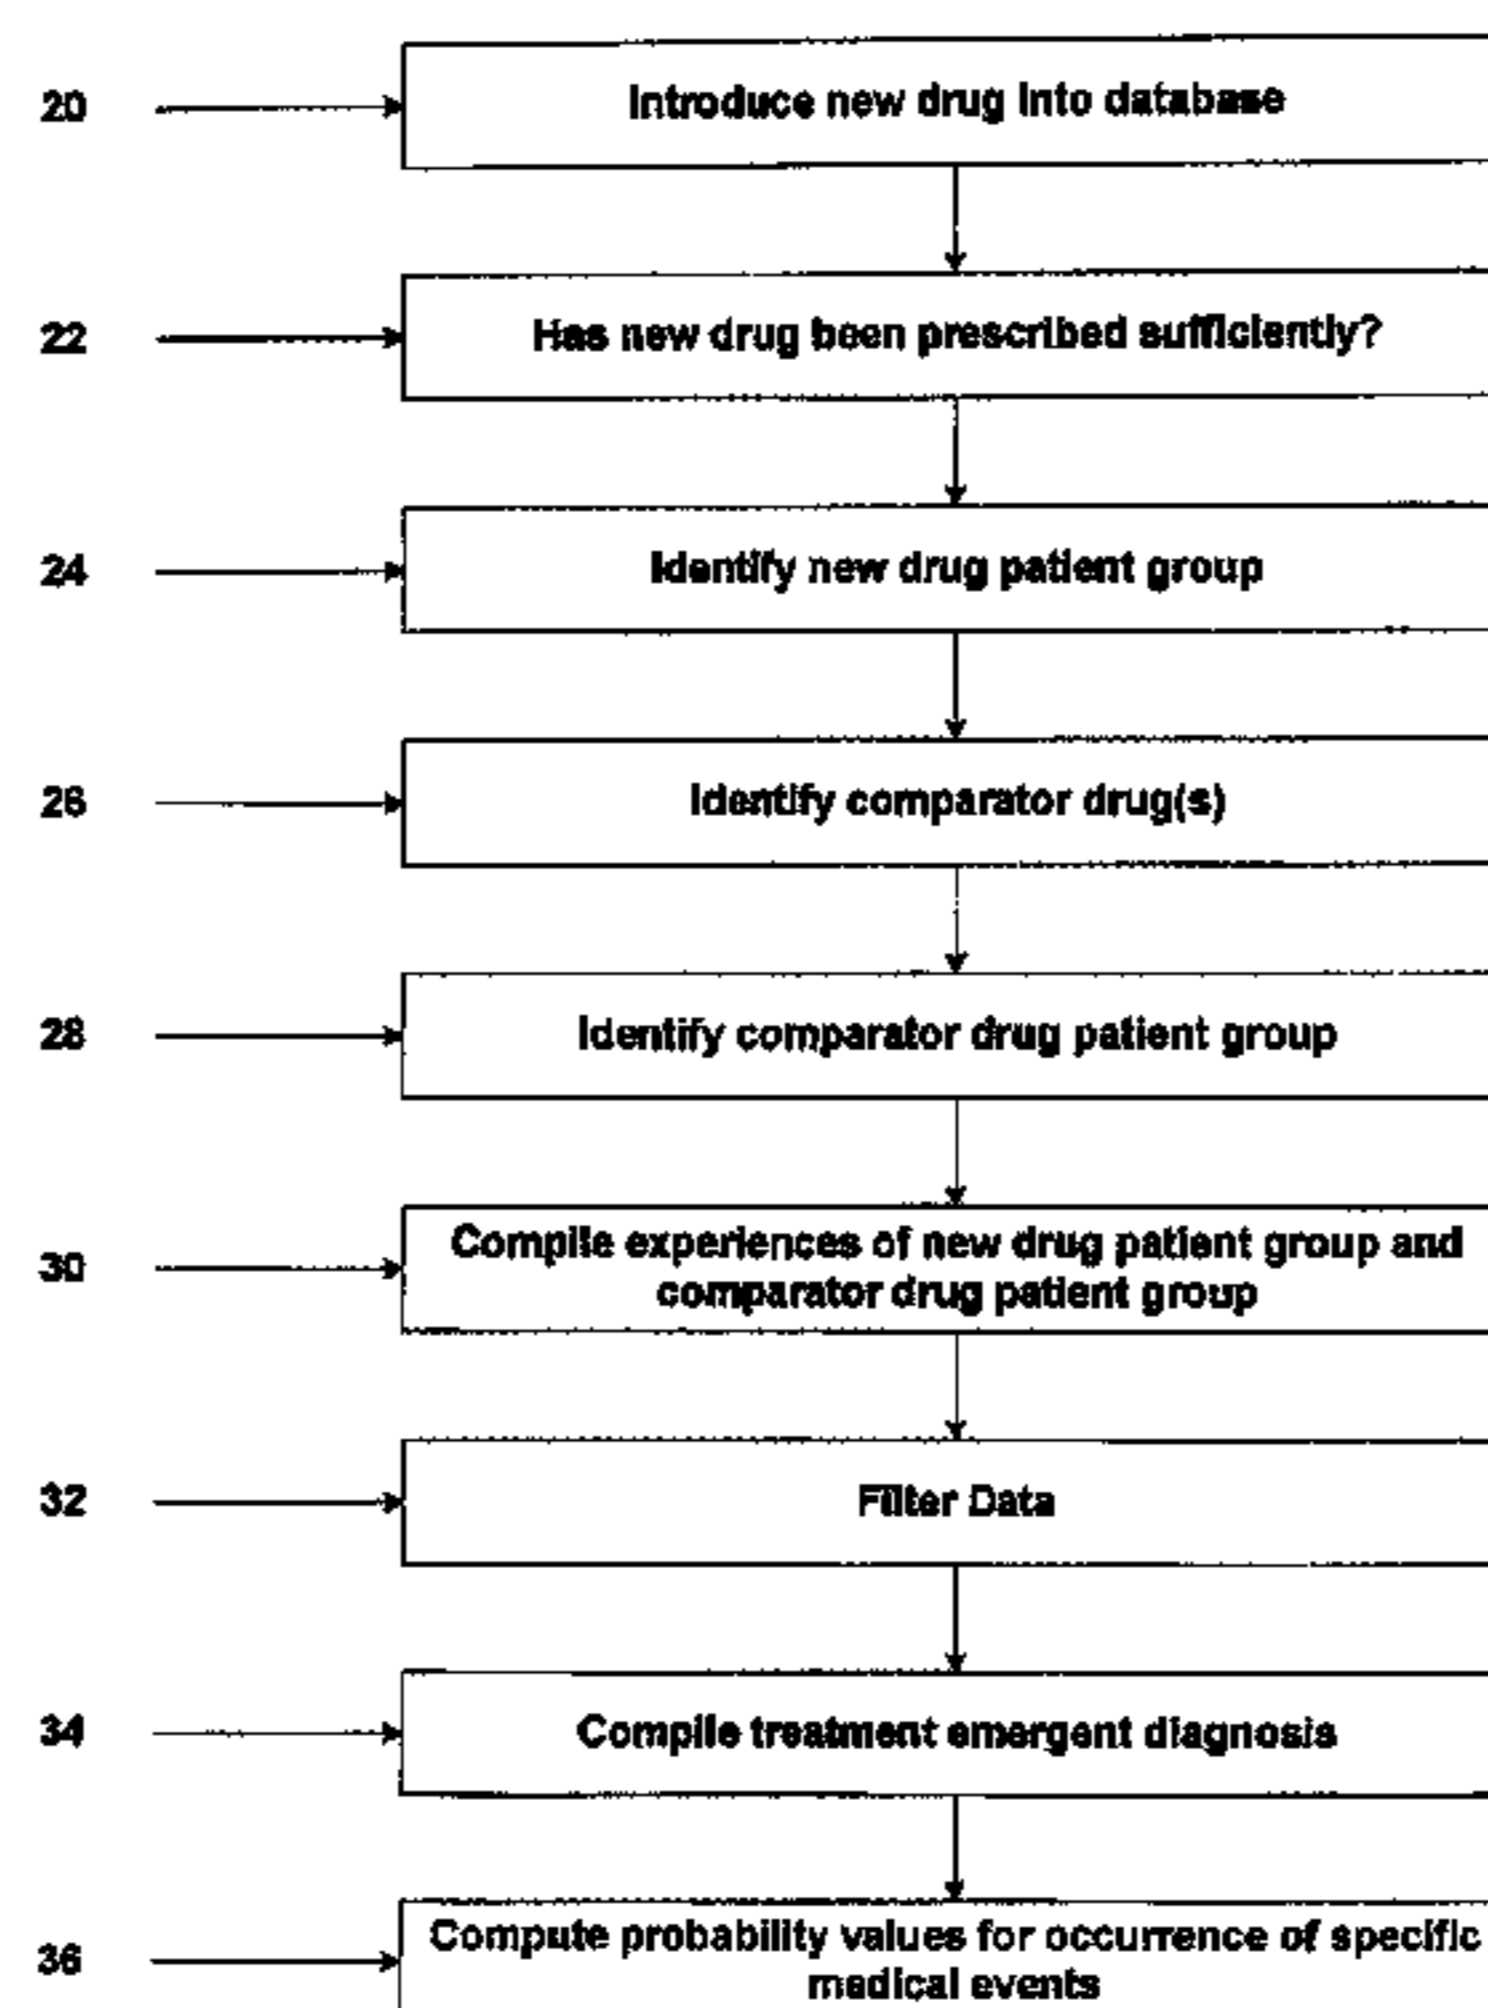 20
Introduce new drug into database
22
Has new drug been prescribed sufficiently?
24
Identify new drug patient group
26
Identify comparator drug(s)
28
Identify comparator drug patient group
30
Compile experiences of new drug patient group and
comparator drug patient group
32
Filter Data
34
Compile treatment emergent diagnosis
36
Compute probability values for occurrence of specific
medical events